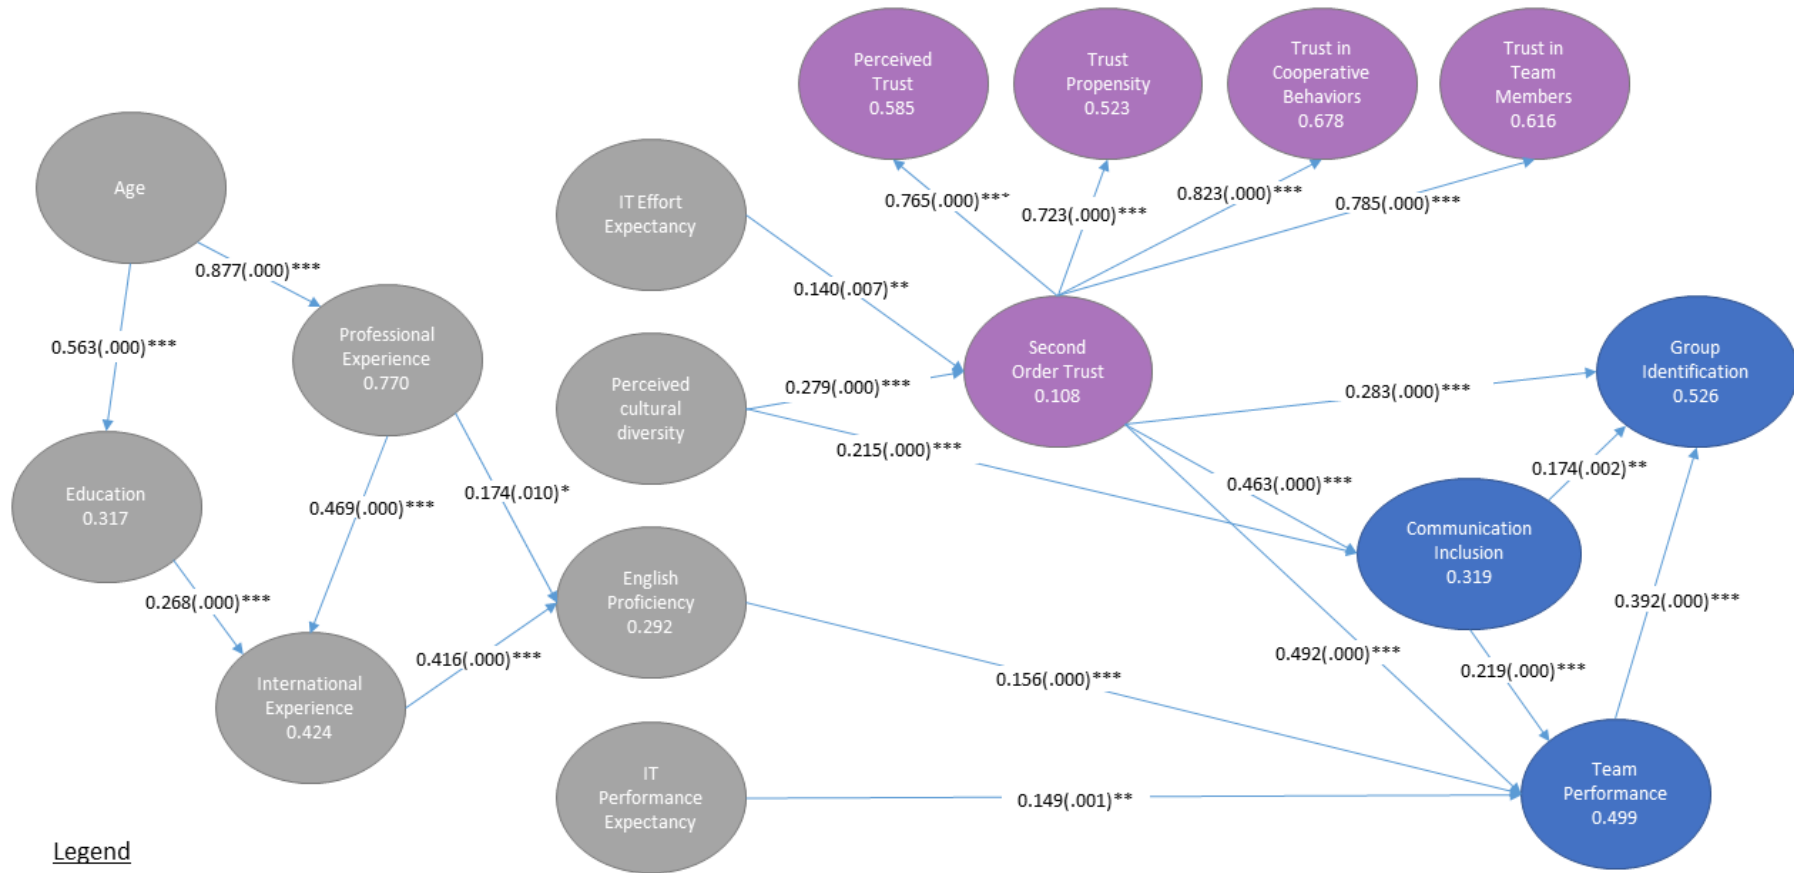 Perceived
Trust
0.585
Trust
Propensity
0.523
Trust in
Cooperative
Behaviors
0.678
Trust in
Team
Members
0.616
Age
IT Effort
Expectancy
0.765(.000)***
0.723(.000)***
0.823(.000)***
0.785(.000)***
0.877(.000)***
0.140(.007)**
0.563(.000)***
Professional
Experience
0.770
Perceived
cultural
diversity
0.279(.000)***
0.215(.000)***
Second
Order Trust
0.108
0.283(.000)***
Group
Identification
0.526
0.174(.002)**
0.463(.000)***
Education
0.317
0.469(.000)***
0.174(.010)*
Communication
Inclusion
0.319
0.268(.000)***
English
Proficiency
0.292
0.392(.000)***
0.416(.000)***
0.156(.000)***
0.492(.000)***
0.219(.000)***
International
Experience
0.424
IT
Performance
Expectancy
0.149(.001)**
Team
Performance
0.499
Legend